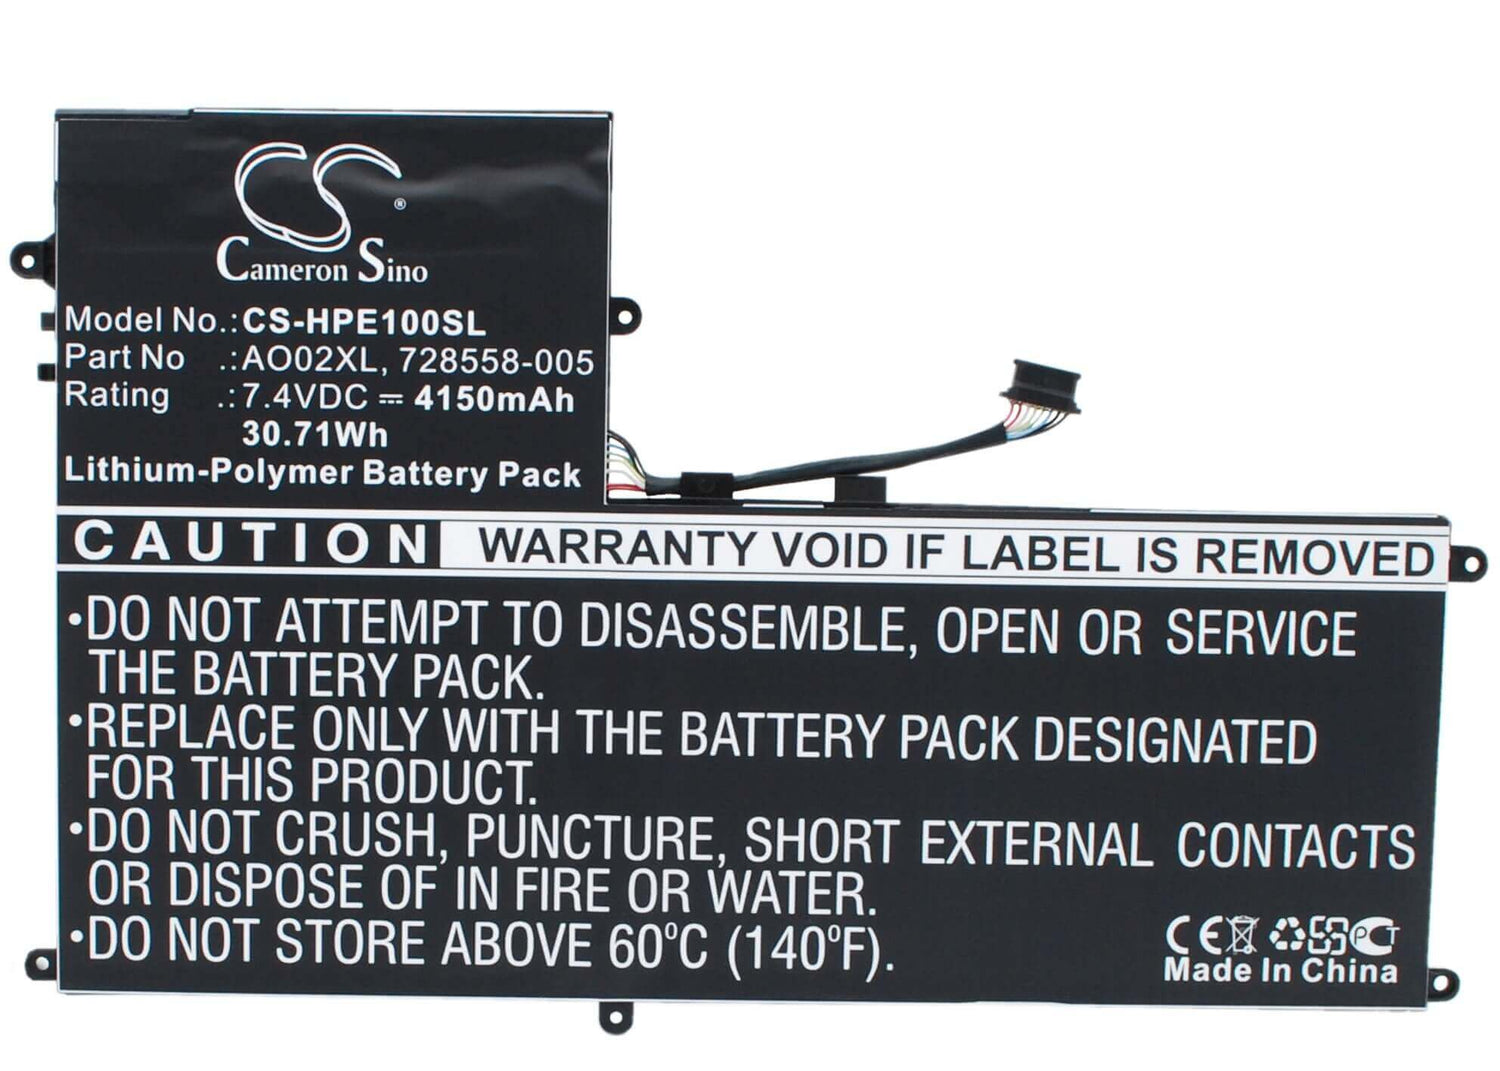 CS®
Cameron Sino
Model No.:CS-HPE100SL
Part No .:AO02XL, 728558-005
Rating .:7.4VDC ⎓ 4150mAh
30.71Wh
Lithium-Polymer Battery Pack
CAUTION WARRANTY VOID IF LABEL IS REMOVED
•DO NOT ATTEMPT TO DISASSEMBLE, OPEN OR SERVICE
THE BATTERY PACK.
•REPLACE ONLY WITH THE BATTERY PACK DESIGNATED
FOR THIS PRODUCT.
•DO NOT CRUSH, PUNCTURE, SHORT EXTERNAL CONTACTS
OR DISPOSE OF IN FIRE OR WATER.
•DO NOT STORE ABOVE 60°C (140°F).
CE PCT
Made In China